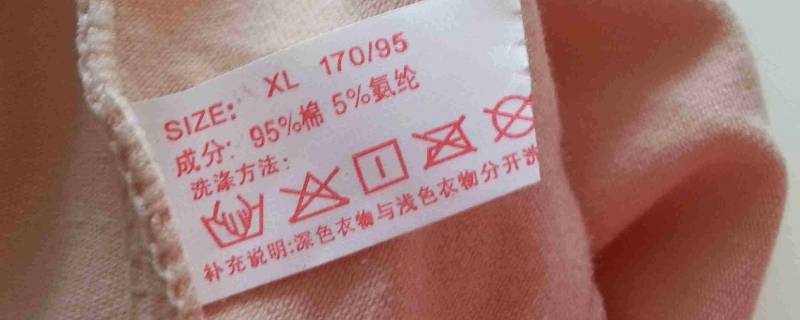 SIZE: XL 170/95
成分: 95%棉 5%氨纶
洗涤方法:
补充说明:深色衣物与浅色衣物分开洗